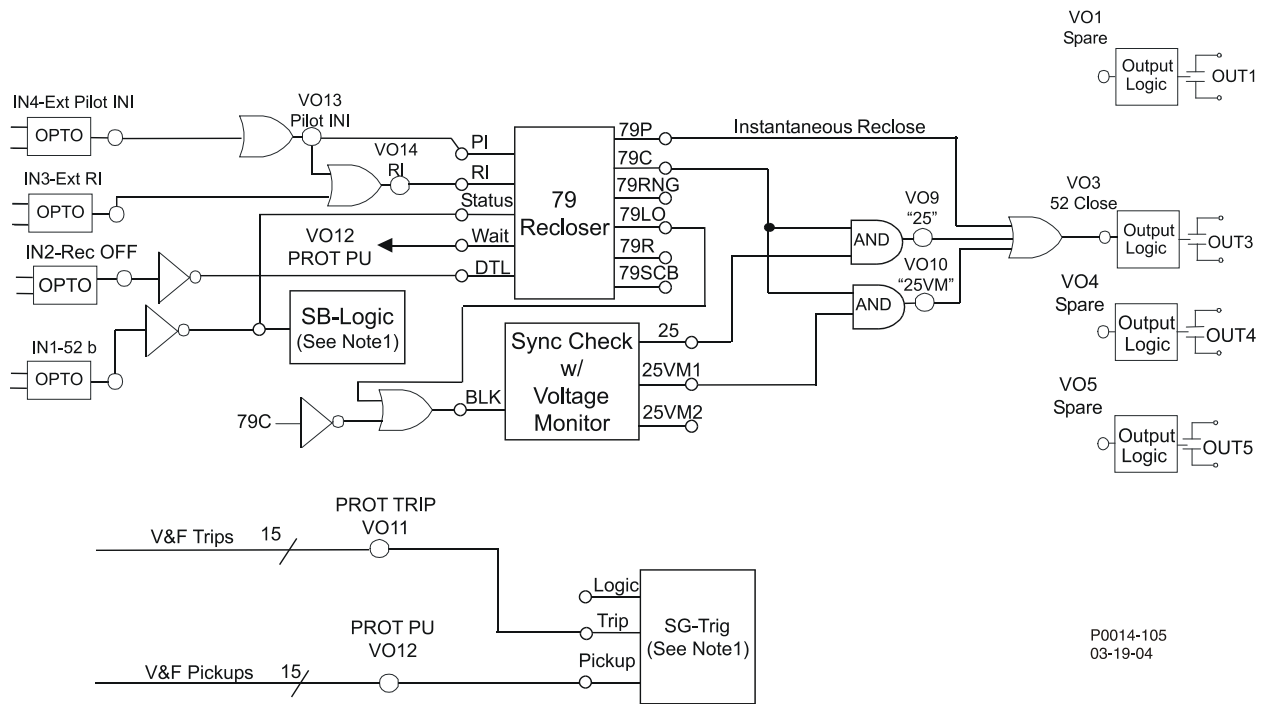 VO1
Spare
Output
Logic
OUT1
IN4-Ext Pilot INI
OPTO
VO13
Pilot INI
PI
79P
Instantaneous Reclose
IN3-Ext RI
OPTO
VO14
RI
RI
79C
79RNG
79
Recloser
Status
79LO
VO9
“25”
VO3
52 Close
Output
Logic
OUT3
AND
IN2-Rec OFF
OPTO
VO12
PROT PU
Wait
79R
DTL
79SCB
VO10
“25VM”
AND
VO4
Spare
Output
Logic
OUT4
IN1-52 b
OPTO
SB-Logic
(See Note1)
Sync Check
w/
Voltage
Monitor
25
25VM1
25VM2
BLK
79C
VO5
Spare
Output
Logic
OUT5
PROT TRIP
VO11
V&F Trips
15
Logic
Trip
Pickup
SG-Trig
(See Note1)
PROT PU
VO12
V&F Pickups
15
P0014-105
03-19-04